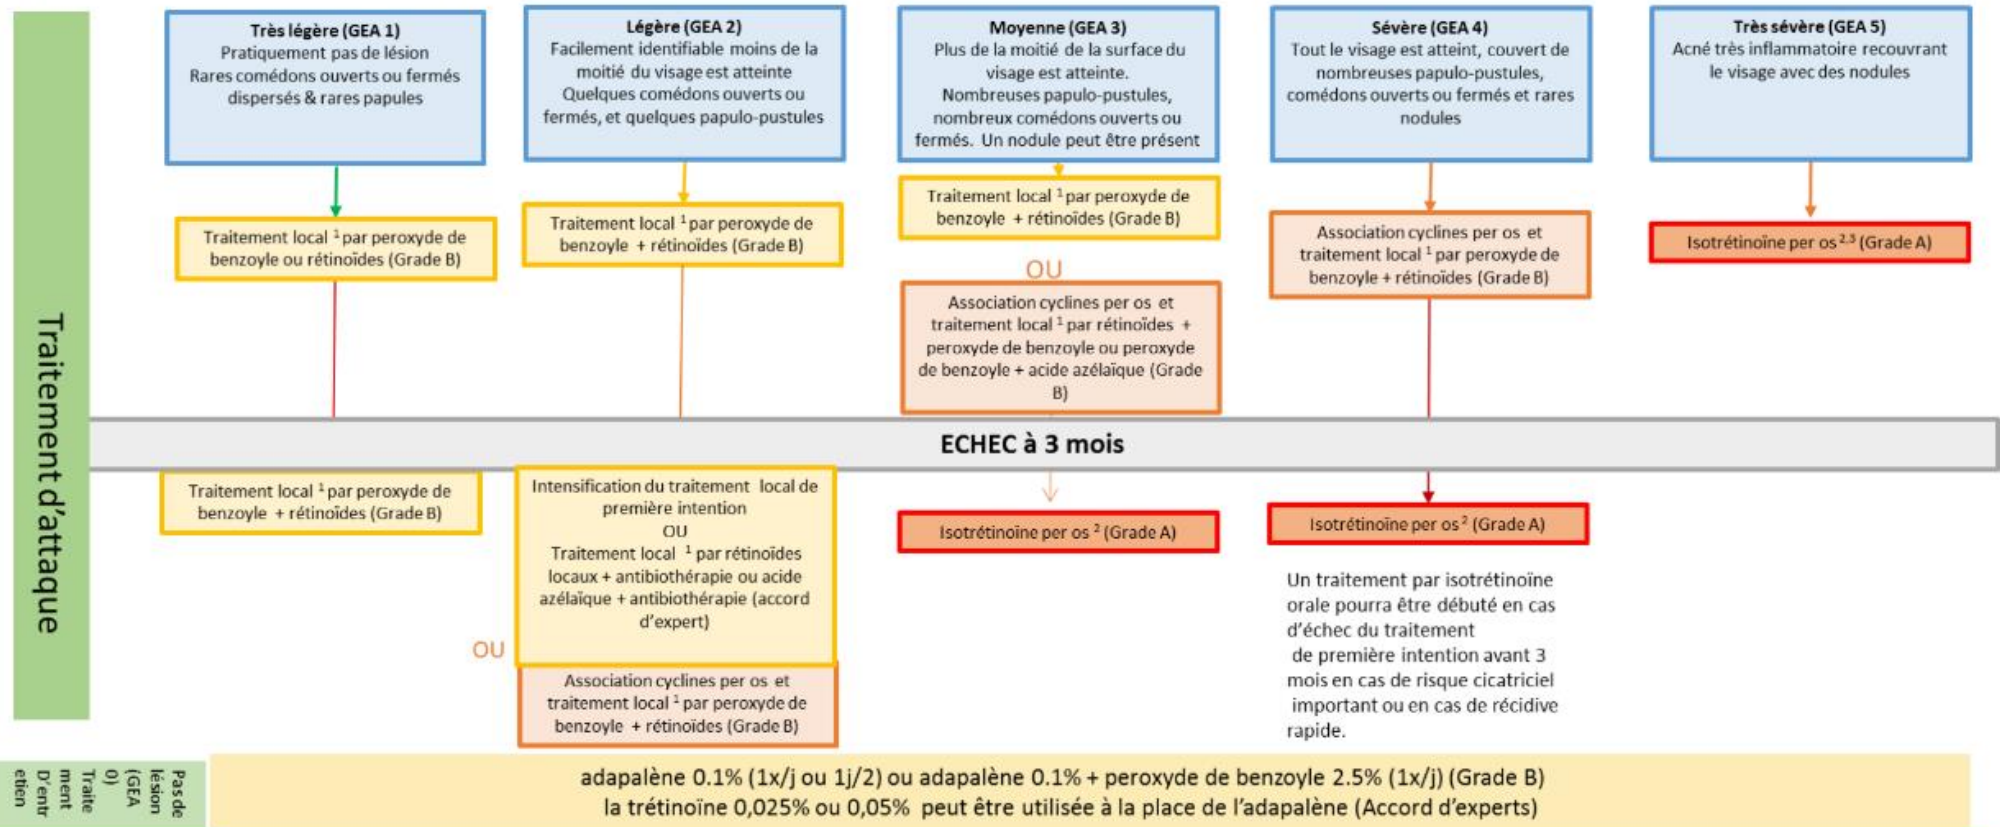 Traitement d'attaque
Très légère (GEA 1)
Pratiquement pas de lésion
Rares comédons ouverts ou fermés
dispersés & rares papules
Légère (GEA 2)
Facilement identifiable moins de la
moitié du visage est atteinte
Quelques comédons ouverts ou
fermés, et quelques papulo-pustules
Moyenne (GEA 3)
Plus de la moitié de la surface du
visage est atteinte.
Nombreuses papulo-pustules,
nombreux comédons ouverts ou
fermés. Un nodule peut être présent
Sévère (GEA 4)
Tout le visage est atteint, couvert de
nombreuses papulo-pustules,
comédons ouverts ou fermés et rares
nodules
Très sévère (GEA 5)
Acné très inflammatoire recouvrant
le visage avec des nodules
Traitement local ¹ par peroxyde de
benzoyle ou rétinoïdes (Grade B)
Traitement local ¹ par peroxyde de
benzoyle + rétinoïdes (Grade B)
Traitement local ¹ par peroxyde de
benzoyle + rétinoïdes (Grade B)
OU
Association cyclines per os et
traitement local ¹ par rétinoïdes +
peroxyde de benzoyle ou peroxyde
de benzoyle + acide azélaïque (Grade
B)
Association cyclines per os et
traitement local ¹ par peroxyde de
benzoyle + rétinoïdes (Grade B)
Isotrétinoïne per os ²,³ (Grade A)
ECHEC à 3 mois
Traitement local ¹ par peroxyde de
benzoyle + rétinoïdes (Grade B)
Intensification du traitement local de
première intention
OU
Traitement local ¹ par rétinoïdes
locaux + antibiothérapie ou acide
azélaïque + antibiothérapie (accord
d'expert)
OU
Association cyclines per os et
traitement local ¹ par peroxyde de
benzoyle + rétinoïdes (Grade B)
Isotrétinoïne per os ² (Grade A)
Isotrétinoïne per os ² (Grade A)
Un traitement par isotrétinoïne
orale pourra être débuté en cas
d'échec du traitement
de première intention avant 3
mois en cas de risque cicatriciel
important ou en cas de récidive
rapide.
Pas de
lésion
(GEA
0)
Traite
ment
D'entr
etien
adapalène 0.1% (1x/j ou 1j/2) ou adapalène 0.1% + peroxyde de benzoyle 2.5% (1x/j) (Grade B)
la trétinoïne 0,025% ou 0,05% peut être utilisée à la place de l'adapalène (Accord d'experts)